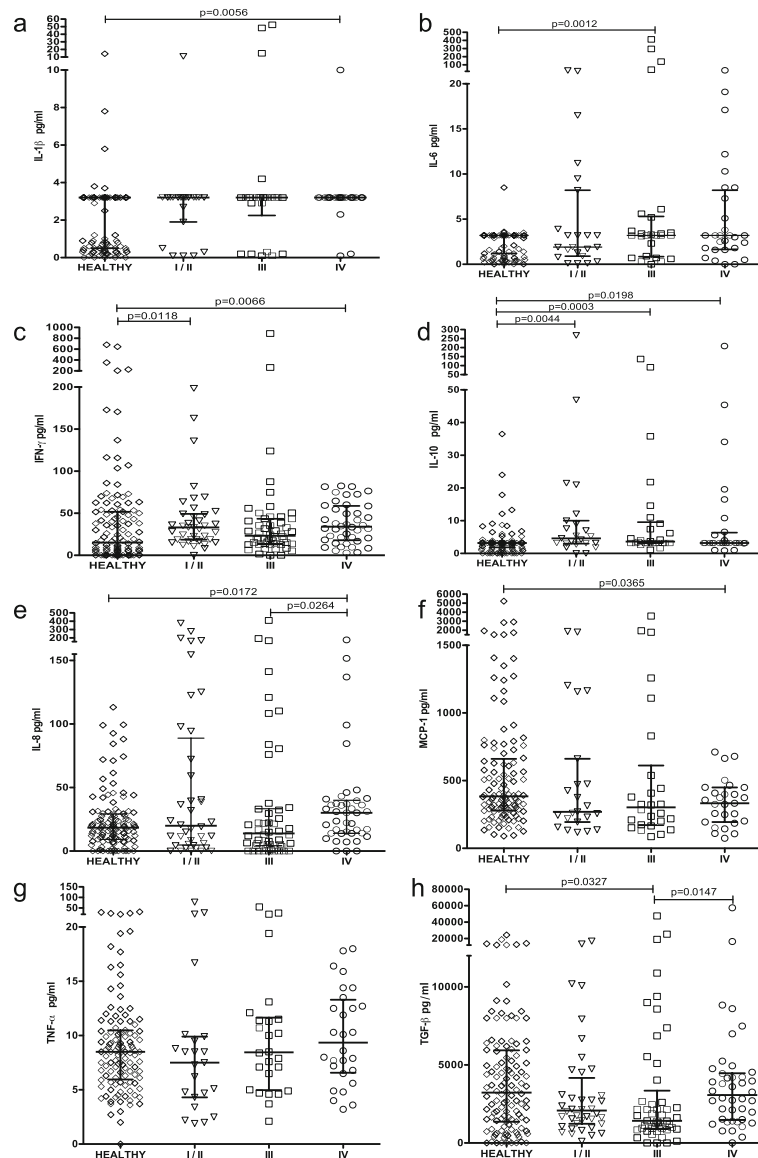 a
p=0.0056
60
50
40
30
20
10
10
8
6
4
2
0
IL-1β pg/ml
HEALTHY I / II III IV
b
p=0.0012
500
400
300
200
100
20
15
10
5
0
IL-6 pg/ml
HEALTHY I / II III IV
c
p=0.0066
p=0.0118
1000
800
600
400
200
200
150
100
50
0
IFN-γ pg/ml
HEALTHY I / II III IV
d
p=0.0198
p=0.0003
p=0.0044
300
250
200
150
100
50
50
40
30
20
10
0
IL-10 pg/ml
HEALTHY I / II III IV
e
p=0.0172
p=0.0264
500
400
300
200
150
100
50
0
IL-8 pg/ml
HEALTHY I / II III IV
f
p=0.0365
6000
5000
4000
3000
2000
1500
1000
500
0
MCP-1 pg/ml
HEALTHY I / II III IV
g
150
100
50
20
15
10
5
0
TNF-α pg/ml
HEALTHY I / II III IV
h
p=0.0327
p=0.0147
80000
60000
40000
20000
10000
5000
0
TGF-β pg/ml
HEALTHY I / II III IV